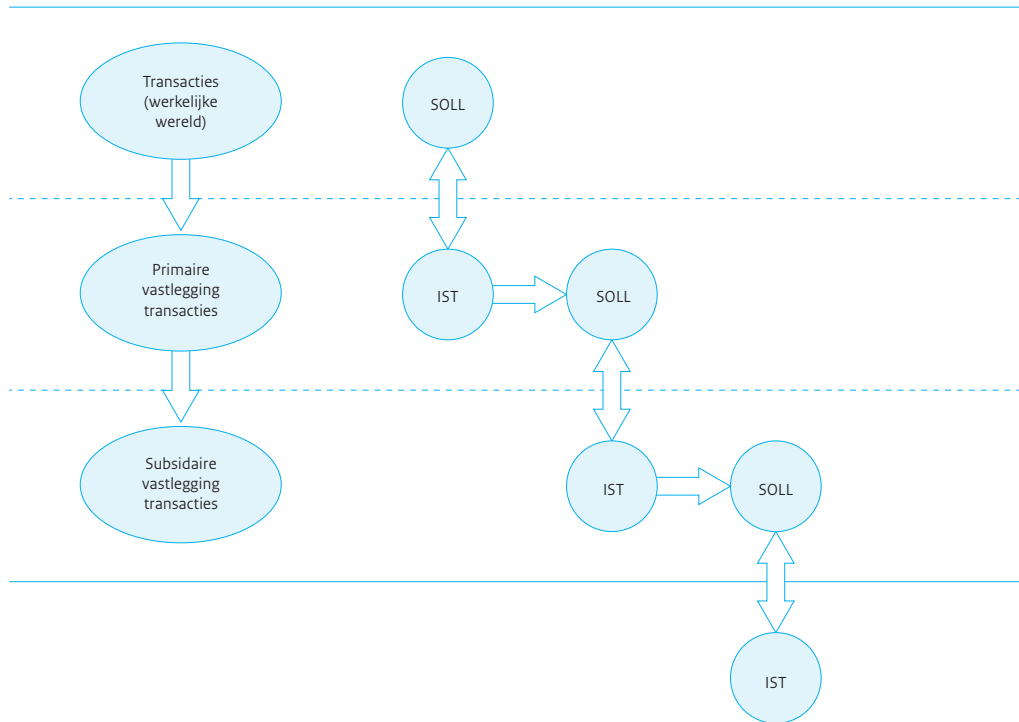 Transacties
(werkelijke
wereld)
SOLL
Primaire
vastlegging
transacties
IST
SOLL
Subsidaire
vastlegging
transacties
IST
SOLL
IST